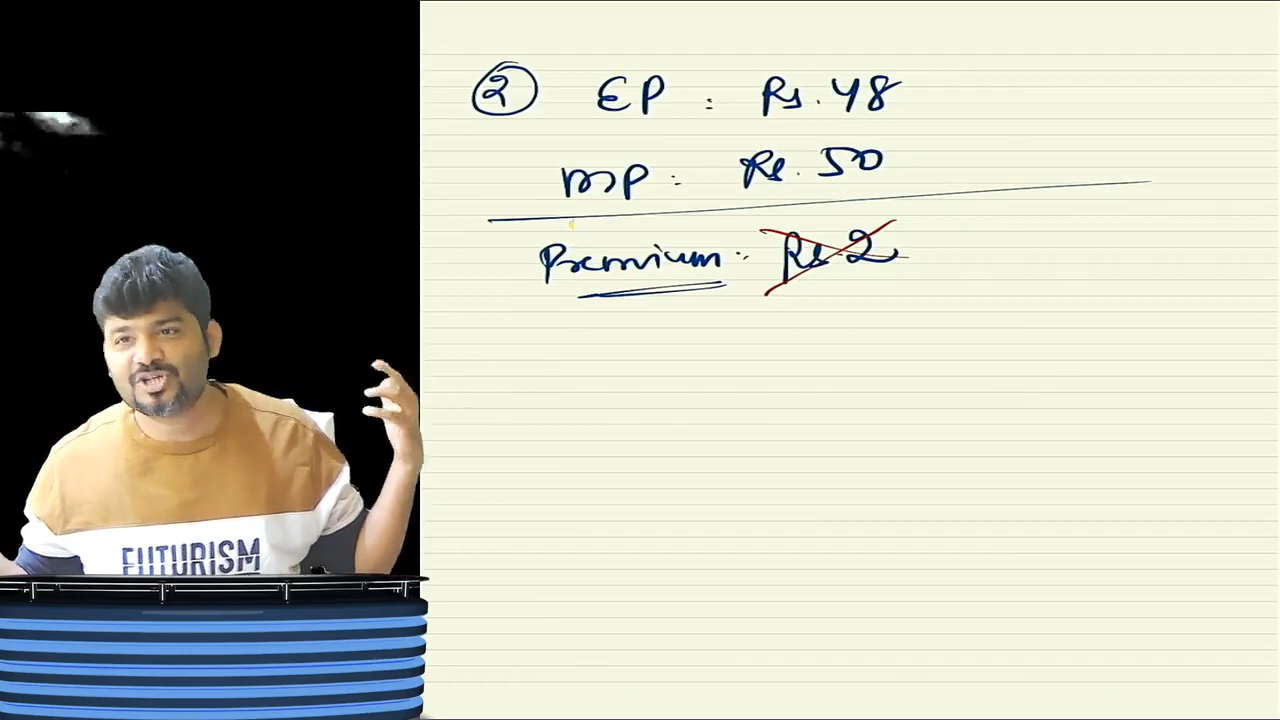 ② EP : Rs. 48
MP : Rs. 50
Premium : Rs 2
FUTURISM